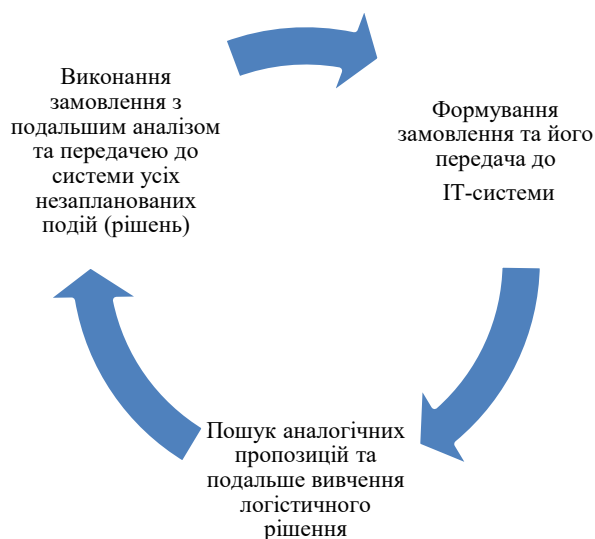 Виконання
замовлення з
подальшим аналізом
та передачею до
системи усіх
незапланованих
подій (рішень)
Формування
замовлення та його
передача до
ІТ-системи
Пошук аналогічних
пропозицій та
подальше вивчення
логістичного
рішення